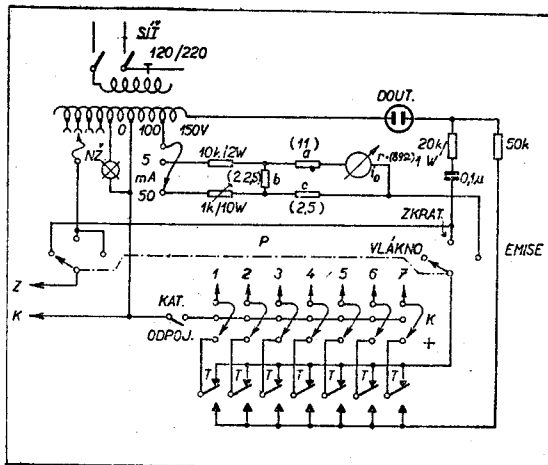 SÍŤ
120/220
DOUT.
0 100 150V
NŽ
5
mA
50
10k/2W
(11)
a
r=(892)
i₀
1W
20k
50k
(2,25)
b
1k/10W
c
(2,5)
0,1μ
ZKRAT.
P
VLÁKNO
EMISE
Z
K
KAT.
ODPOJ.
1 2 3 4 5 6 7
K
+
T T T T T T T